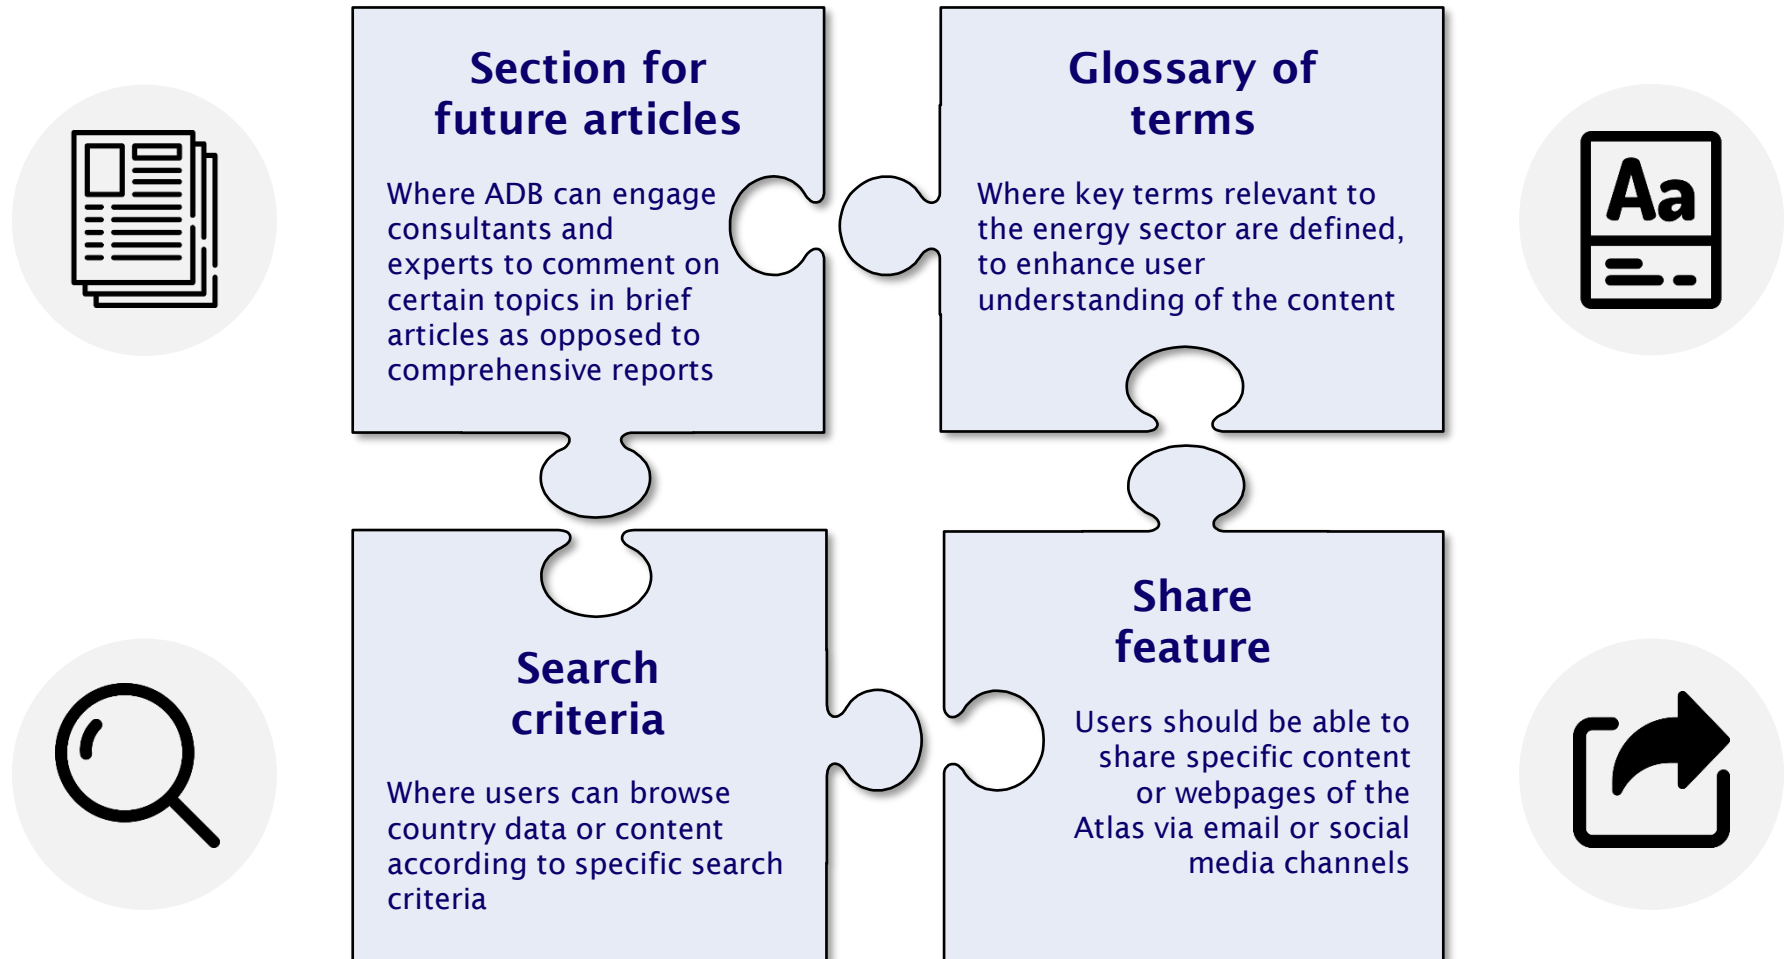 Section for
future articles
Where ADB can engage
consultants and
experts to comment on
certain topics in brief
articles as opposed to
comprehensive reports
Glossary of
terms
Where key terms relevant to
the energy sector are defined,
to enhance user
understanding of the content
Aa
Search
criteria
Where users can browse
country data or content
according to specific search
criteria
Share
feature
Users should be able to
share specific content
or webpages of the
Atlas via email or social
media channels